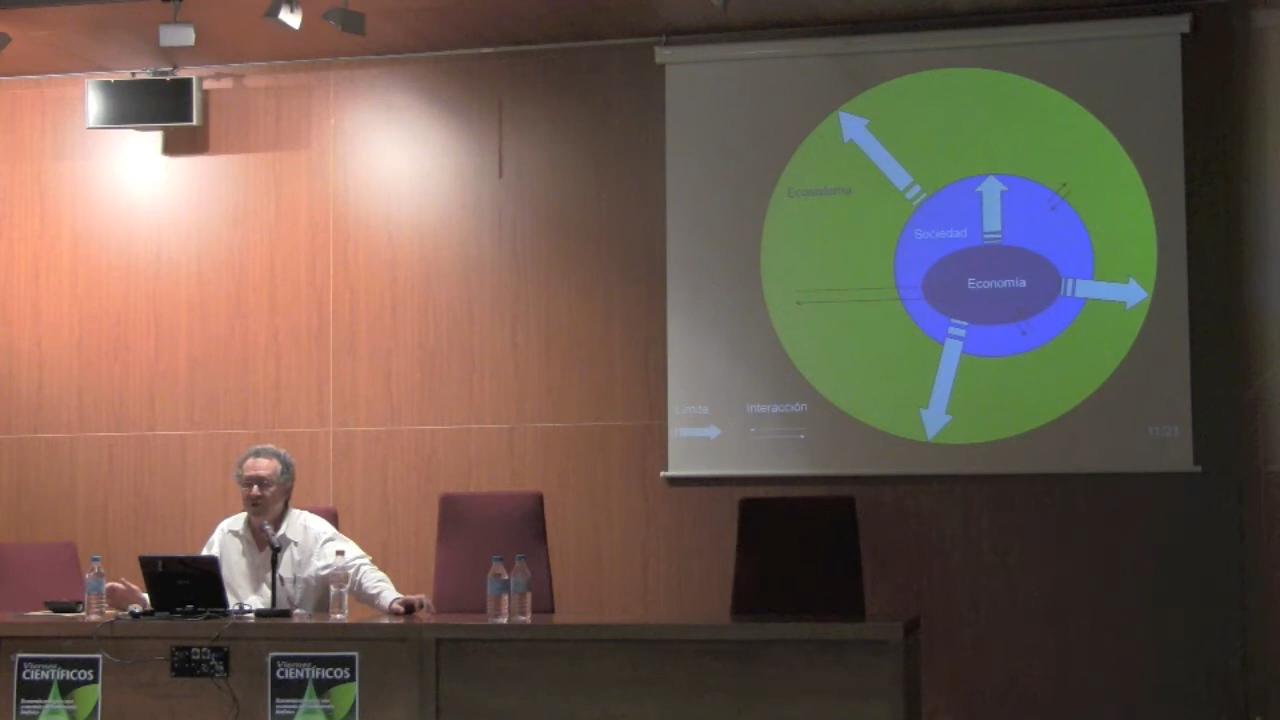 Ecosistema
Sociedad
Economía
Límite
Interacción
11/21
Viernes
CIENTÍFICOS
Viernes
CIENTÍFICOS